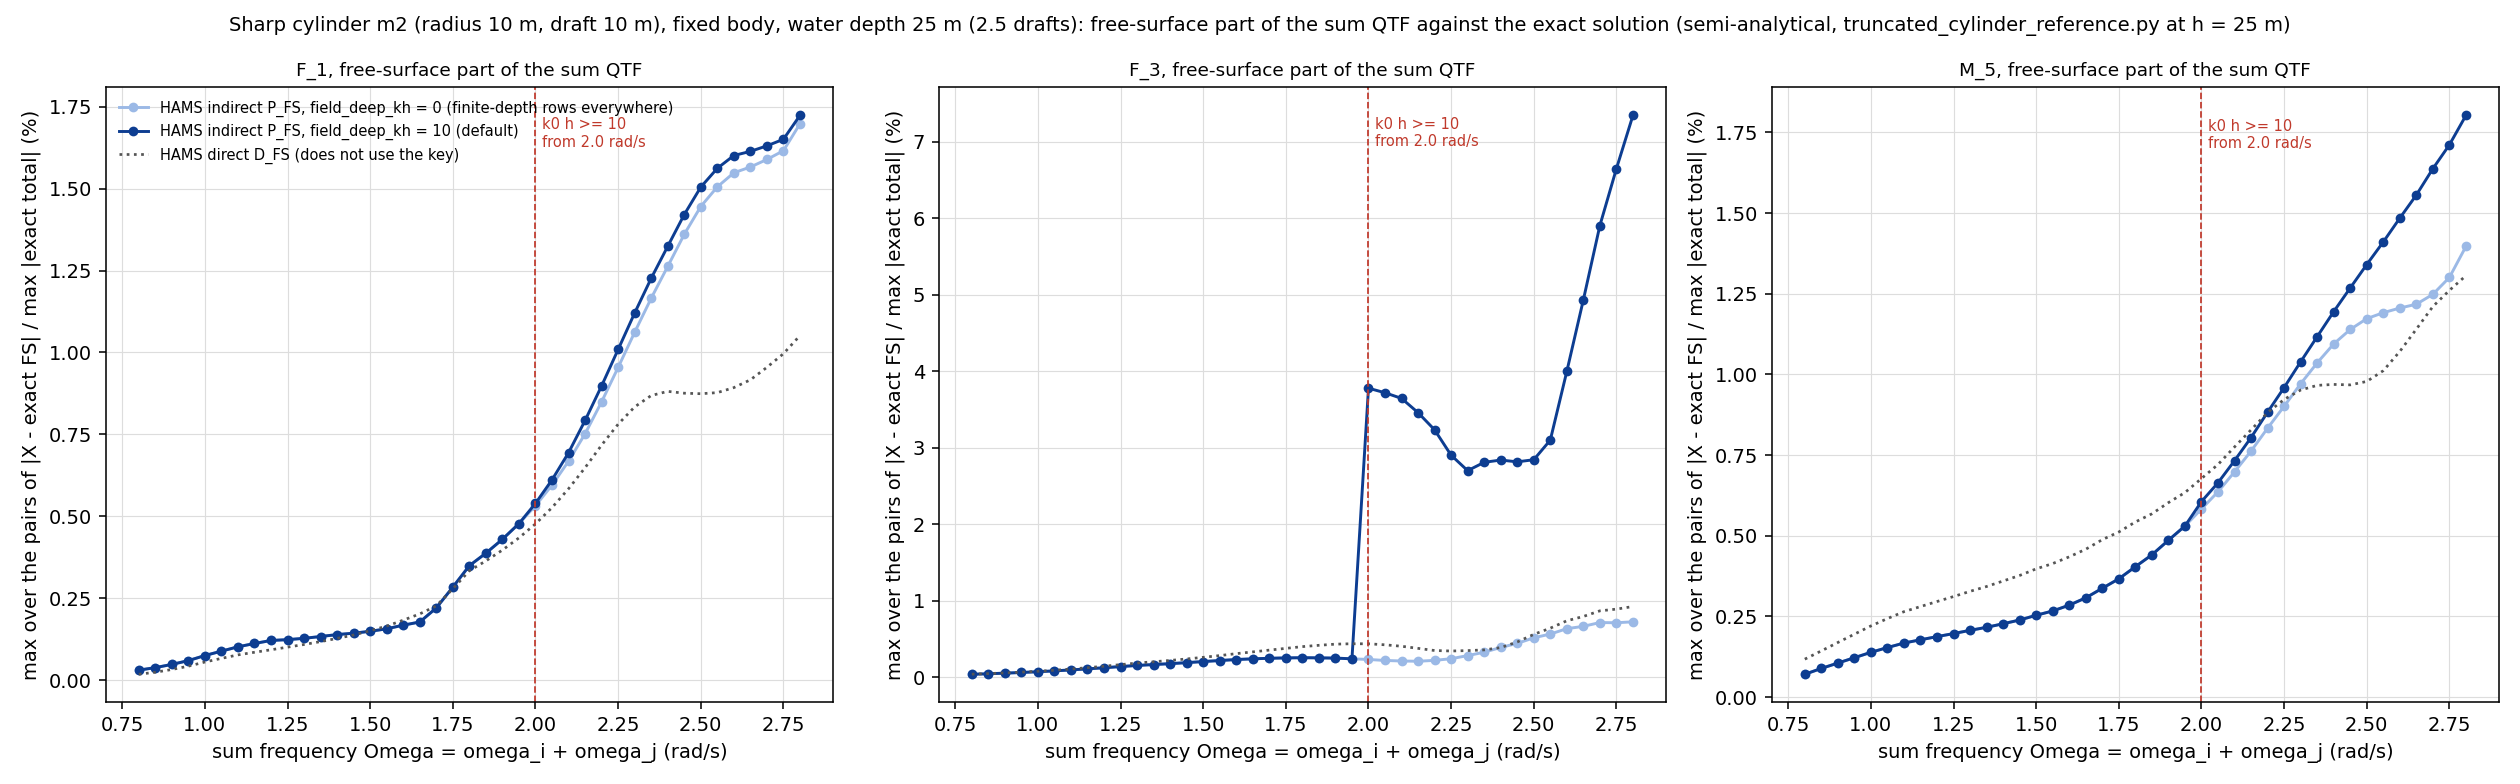 Sharp cylinder m2 (radius 10 m, draft 10 m), fixed body, water depth 25 m (2.5 drafts): free-surface part of the sum QTF against the exact solution (semi-analytical, truncated_cylinder_reference.py at h = 25 m)
F_1, free-surface part of the sum QTF
max over the pairs of |X - exact FS| / max |exact total| (%)
1.75
1.50
1.25
1.00
0.75
0.50
0.25
0.00
HAMS indirect P_FS, field_deep_kh = 0 (finite-depth rows everywhere)
HAMS indirect P_FS, field_deep_kh = 10 (default)
HAMS direct D_FS (does not use the key)
k0 h >= 10
from 2.0 rad/s
0.75 1.00 1.25 1.50 1.75 2.00 2.25 2.50 2.75
sum frequency Omega = omega_i + omega_j (rad/s)
F_3, free-surface part of the sum QTF
max over the pairs of |X - exact FS| / max |exact total| (%)
7
6
5
4
3
2
1
0
k0 h >= 10
from 2.0 rad/s
0.75 1.00 1.25 1.50 1.75 2.00 2.25 2.50 2.75
sum frequency Omega = omega_i + omega_j (rad/s)
M_5, free-surface part of the sum QTF
max over the pairs of |X - exact FS| / max |exact total| (%)
1.75
1.50
1.25
1.00
0.75
0.50
0.25
0.00
k0 h >= 10
from 2.0 rad/s
0.75 1.00 1.25 1.50 1.75 2.00 2.25 2.50 2.75
sum frequency Omega = omega_i + omega_j (rad/s)